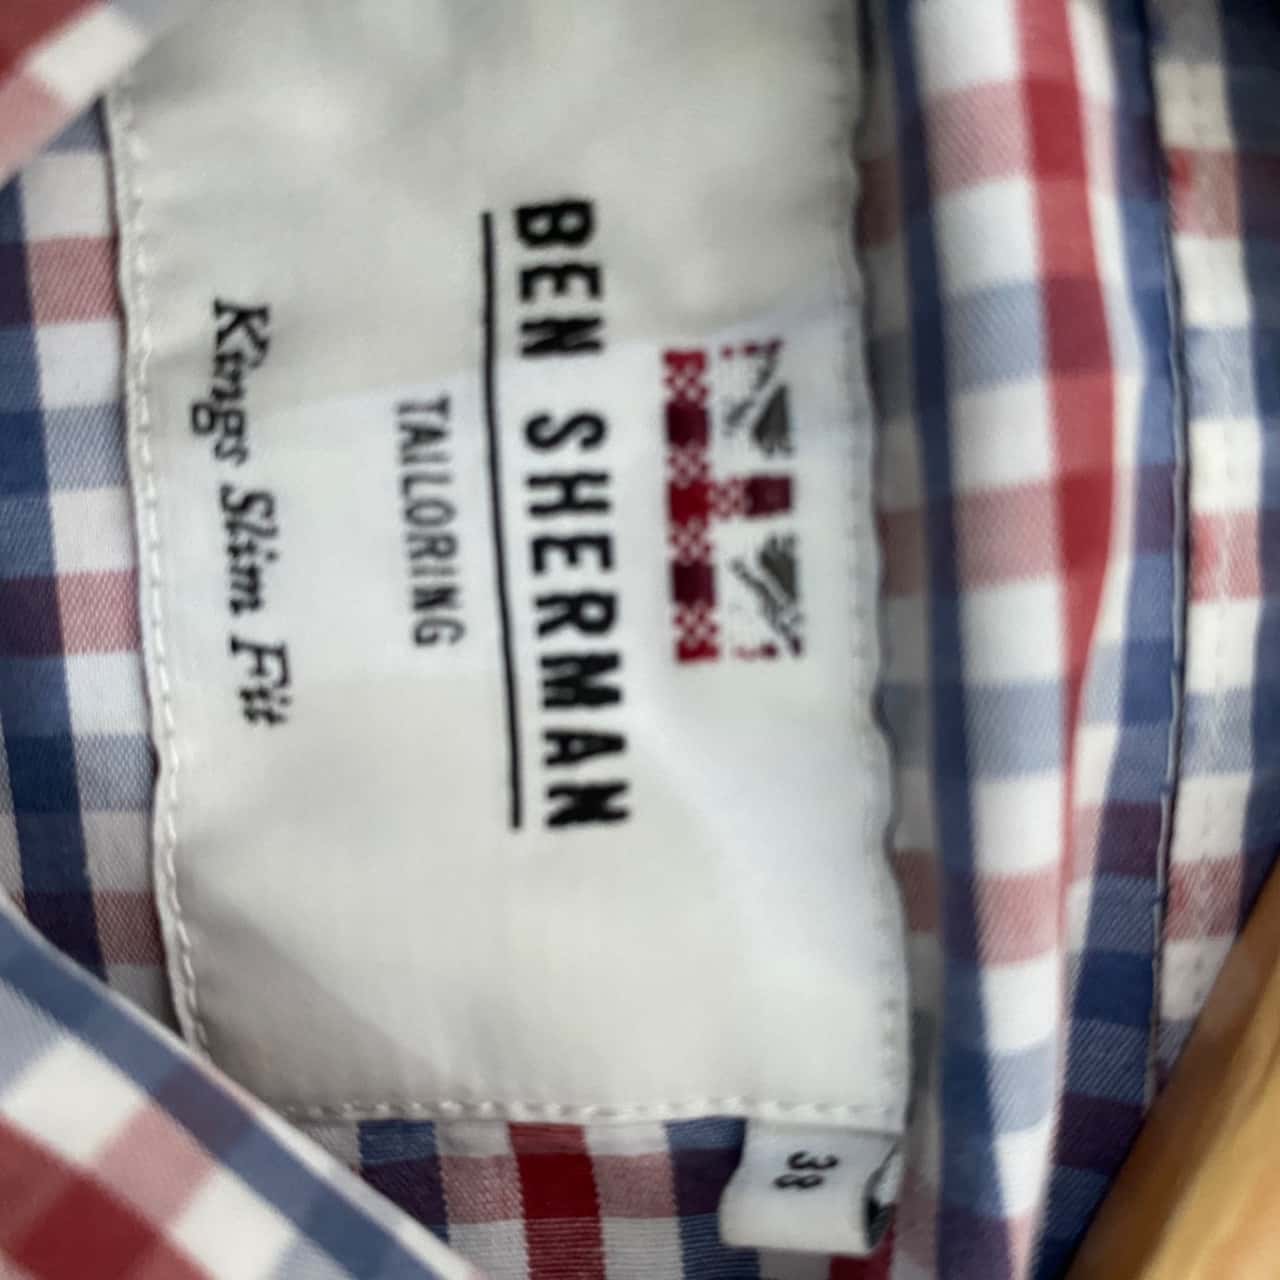 BEN SHERMAN
TAILORING
Kings Slim Fit
38